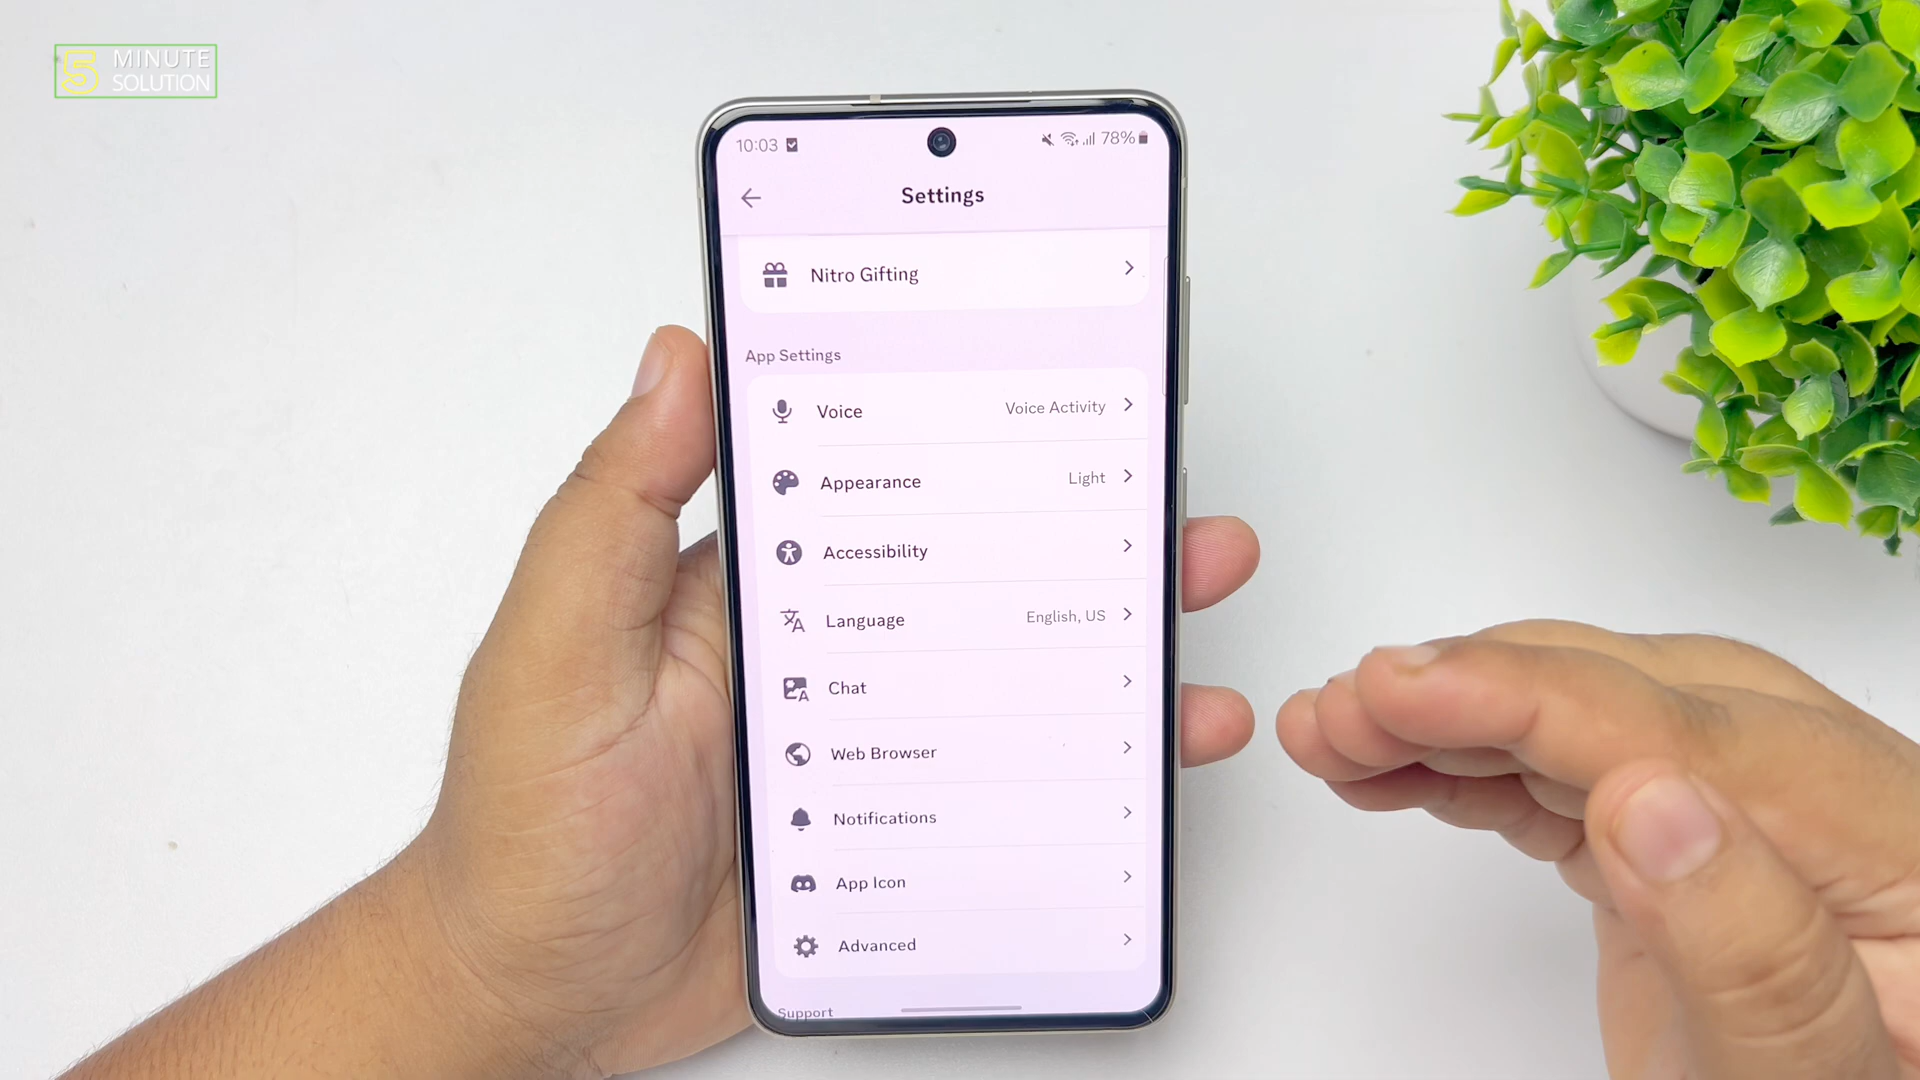 5 MINUTE
SOLUTION
10:03
78%
Settings
Nitro Gifting
App Settings
Voice Voice Activity
Appearance Light
Accessibility
Language English, US
Chat
Web Browser
Notifications
App Icon
Advanced
Support